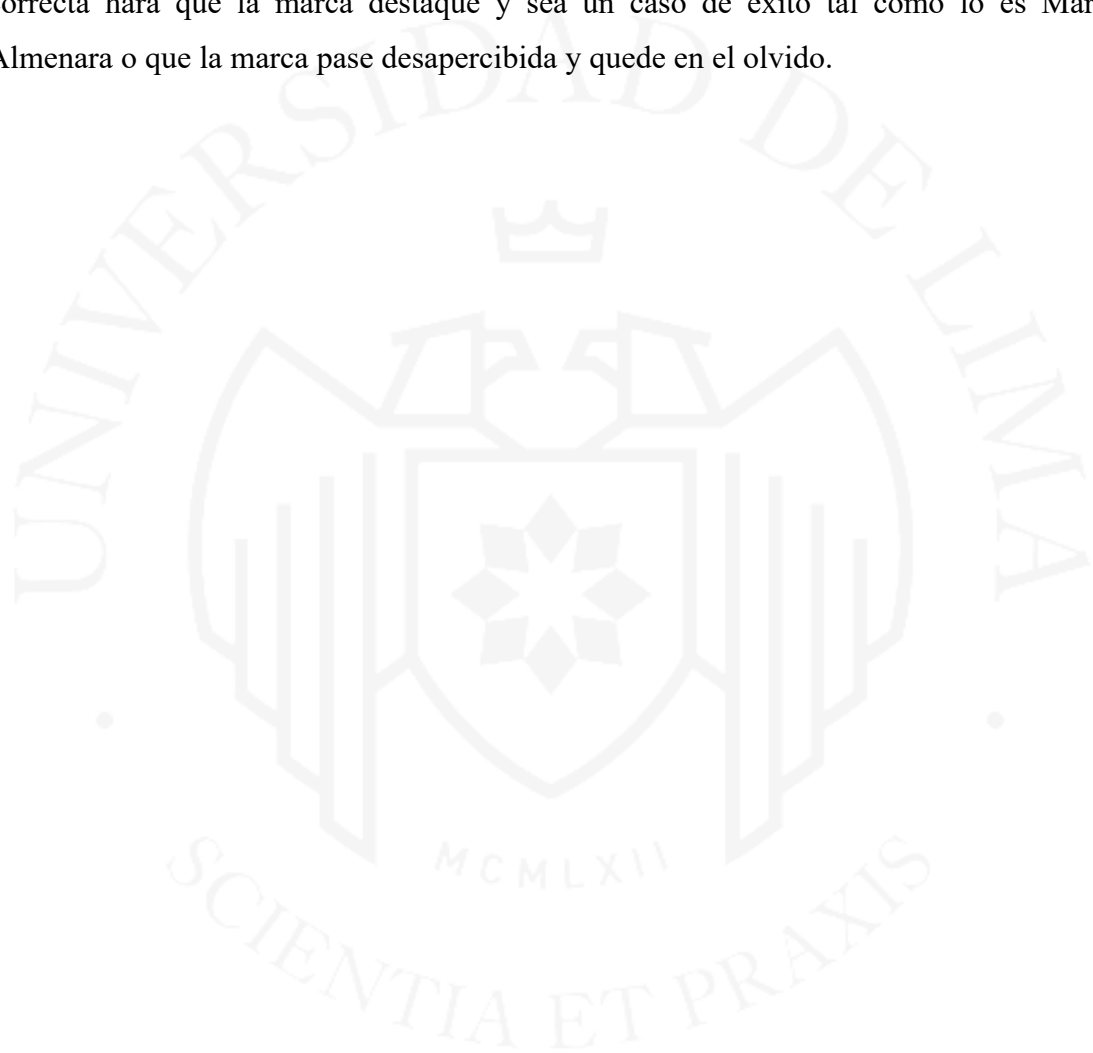 correcta hará que la marca destaque y sea un caso de éxito tal como lo es Mar
Almenara o que la marca pase desapercibida y quede en el olvido.
UNIVERSIDAD DE LIMA
MCMLXII
SCIENTIA ET PRAXIS